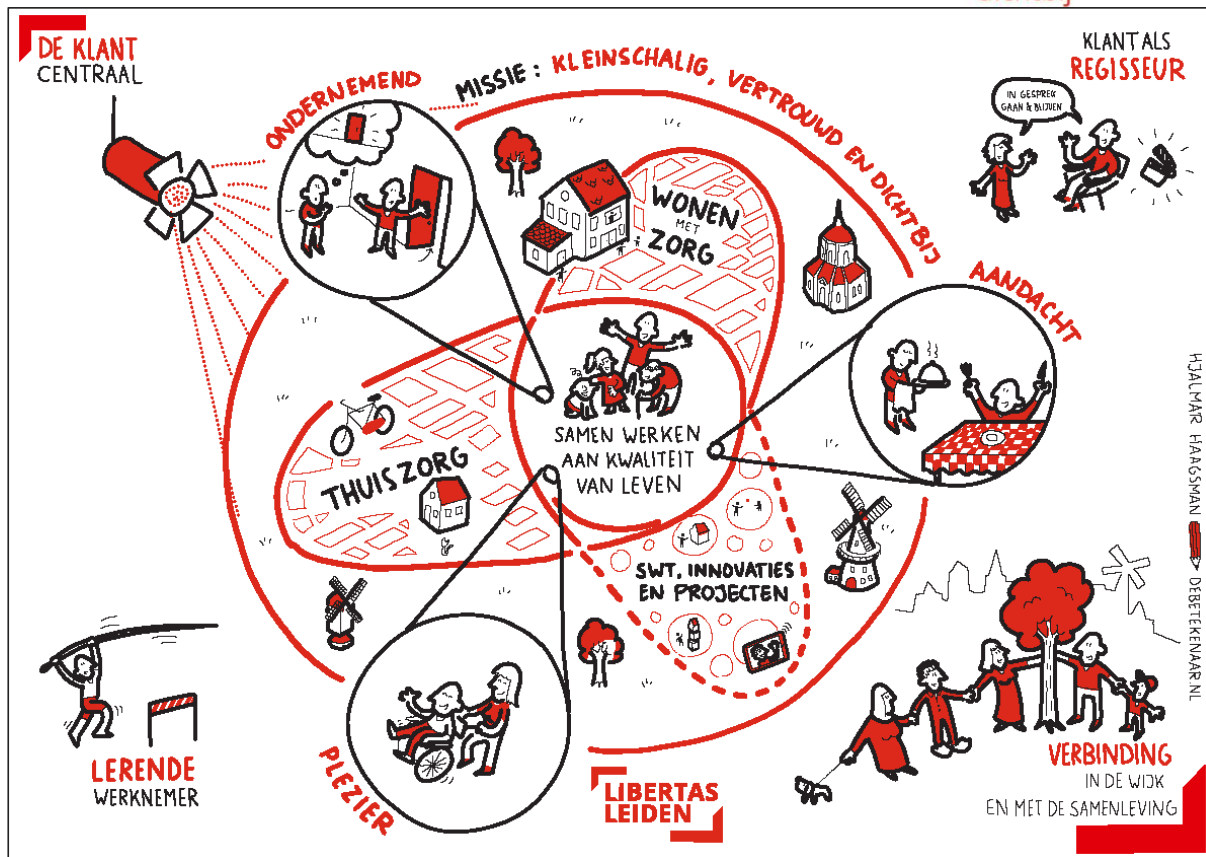 DE KLANT
CENTRAAL
ONDERNEMEND
MISSIE: KLEINSCHALIG, VERTROUWD EN DICHTBIJ
KLANT ALS
REGISSEUR
IN GESPREK
GAAN & BLIJVEN
WONEN
MET
ZORG
AANDACHT
SAMEN WERKEN
AAN KWALITEIT
VAN LEVEN
THUISZORG
SWT, INNOVATIES
EN PROJECTEN
HJALMAR HAAGSMAN DEBETEKENAAR.NL
LERENDE
WERKNEMER
PLEZIER
LIBERTAS
LEIDEN
VERBINDING
IN DE WIJK
EN MET DE SAMENLEVING